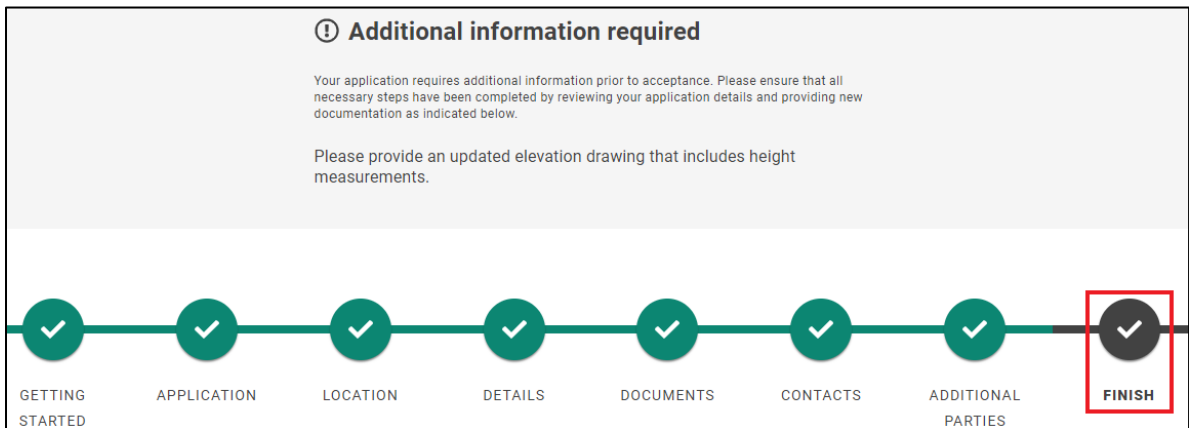 Additional information required
Your application requires additional information prior to acceptance. Please ensure that all
necessary steps have been completed by reviewing your application details and providing new
documentation as indicated below.
Please provide an updated elevation drawing that includes height
measurements.
GETTING
STARTED
APPLICATION
LOCATION
DETAILS
DOCUMENTS
CONTACTS
ADDITIONAL
PARTIES
FINISH